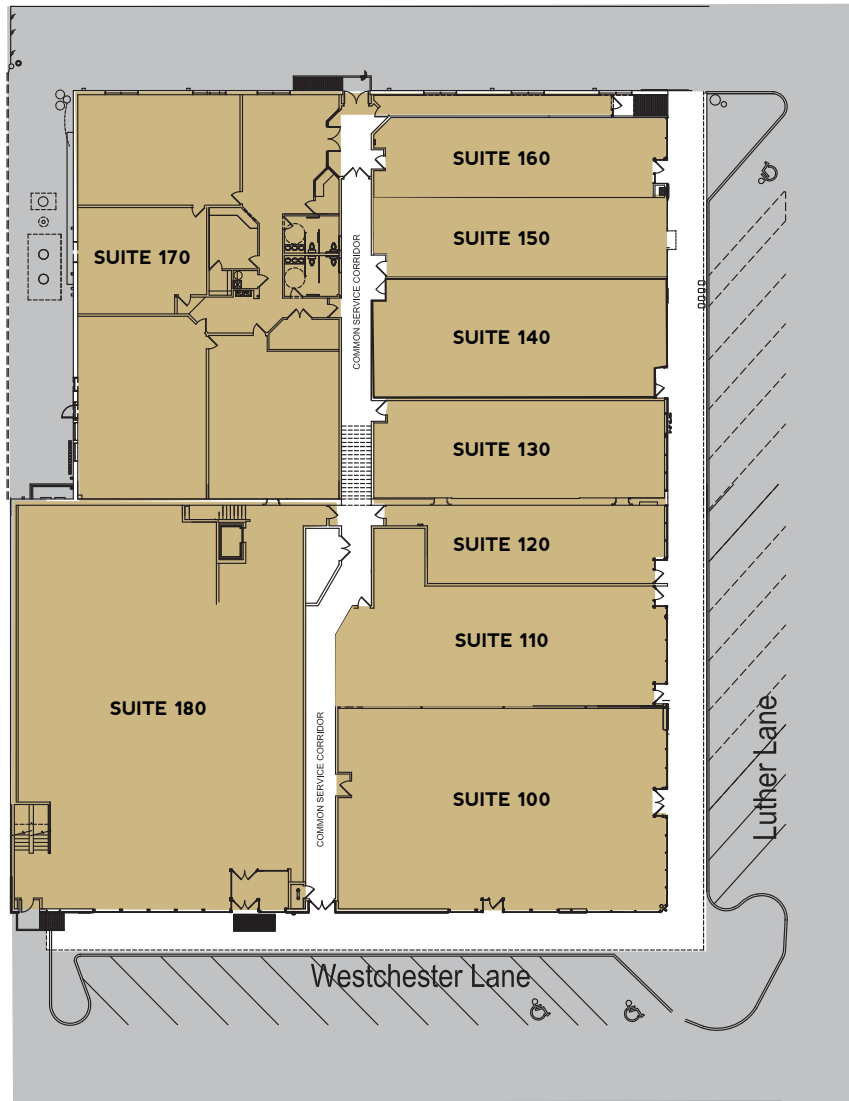 SUITE 160
SUITE 150
SUITE 170
COMMON SERVICE CORRIDOR
SUITE 140
SUITE 130
SUITE 120
SUITE 110
SUITE 180
COMMON SERVICE CORRIDOR
SUITE 100
Luther Lane
Westchester Lane